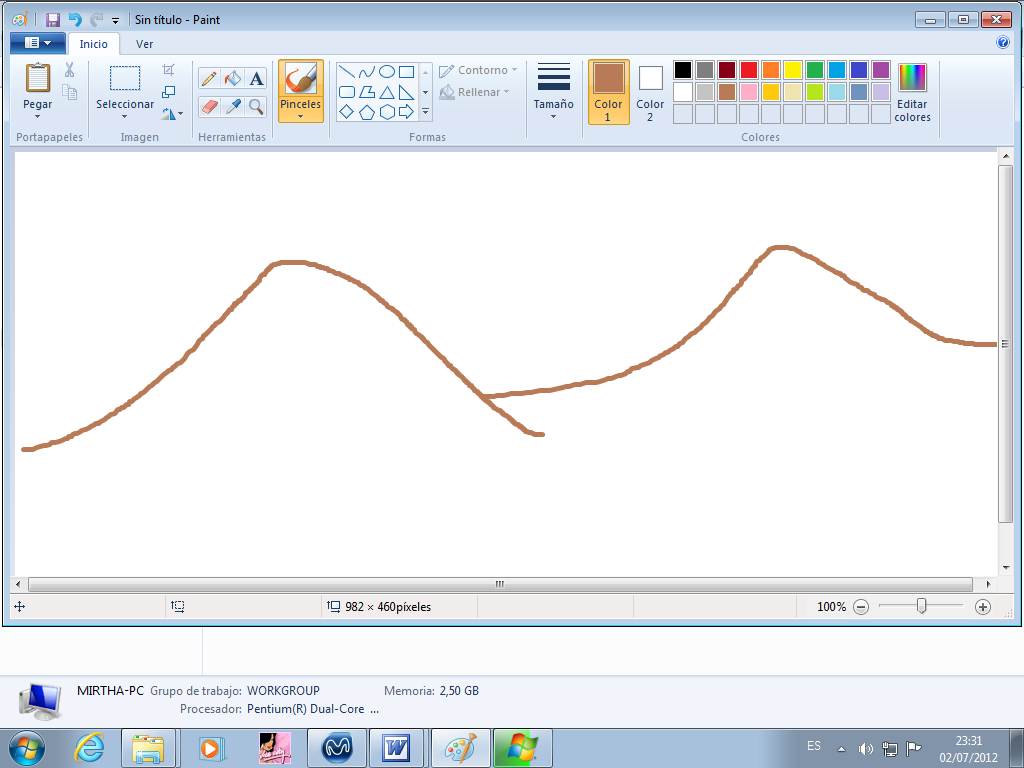 Sin título - Paint
Inicio Ver
Pegar
Seleccionar
A
Pinceles
Contorno
Rellenar
Tamaño
Color
1
Color
2
Editar
colores
Portapapeles Imagen Herramientas Formas Colores
982 × 460píxeles 100%
MIRTHA-PC Grupo de trabajo: WORKGROUP Memoria: 2,50 GB
Procesador: Pentium(R) Dual-Core ...
W ES 23:31
02/07/2012